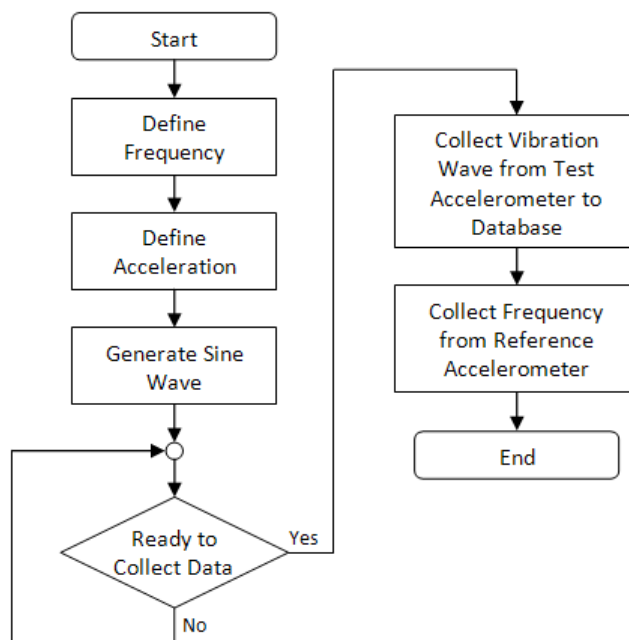 Start
Define
Frequency
Define
Acceleration
Generate Sine
Wave
Ready to
Collect Data
Yes
No
Collect Vibration
Wave from Test
Accelerometer to
Database
Collect Frequency
from Reference
Accelerometer
End